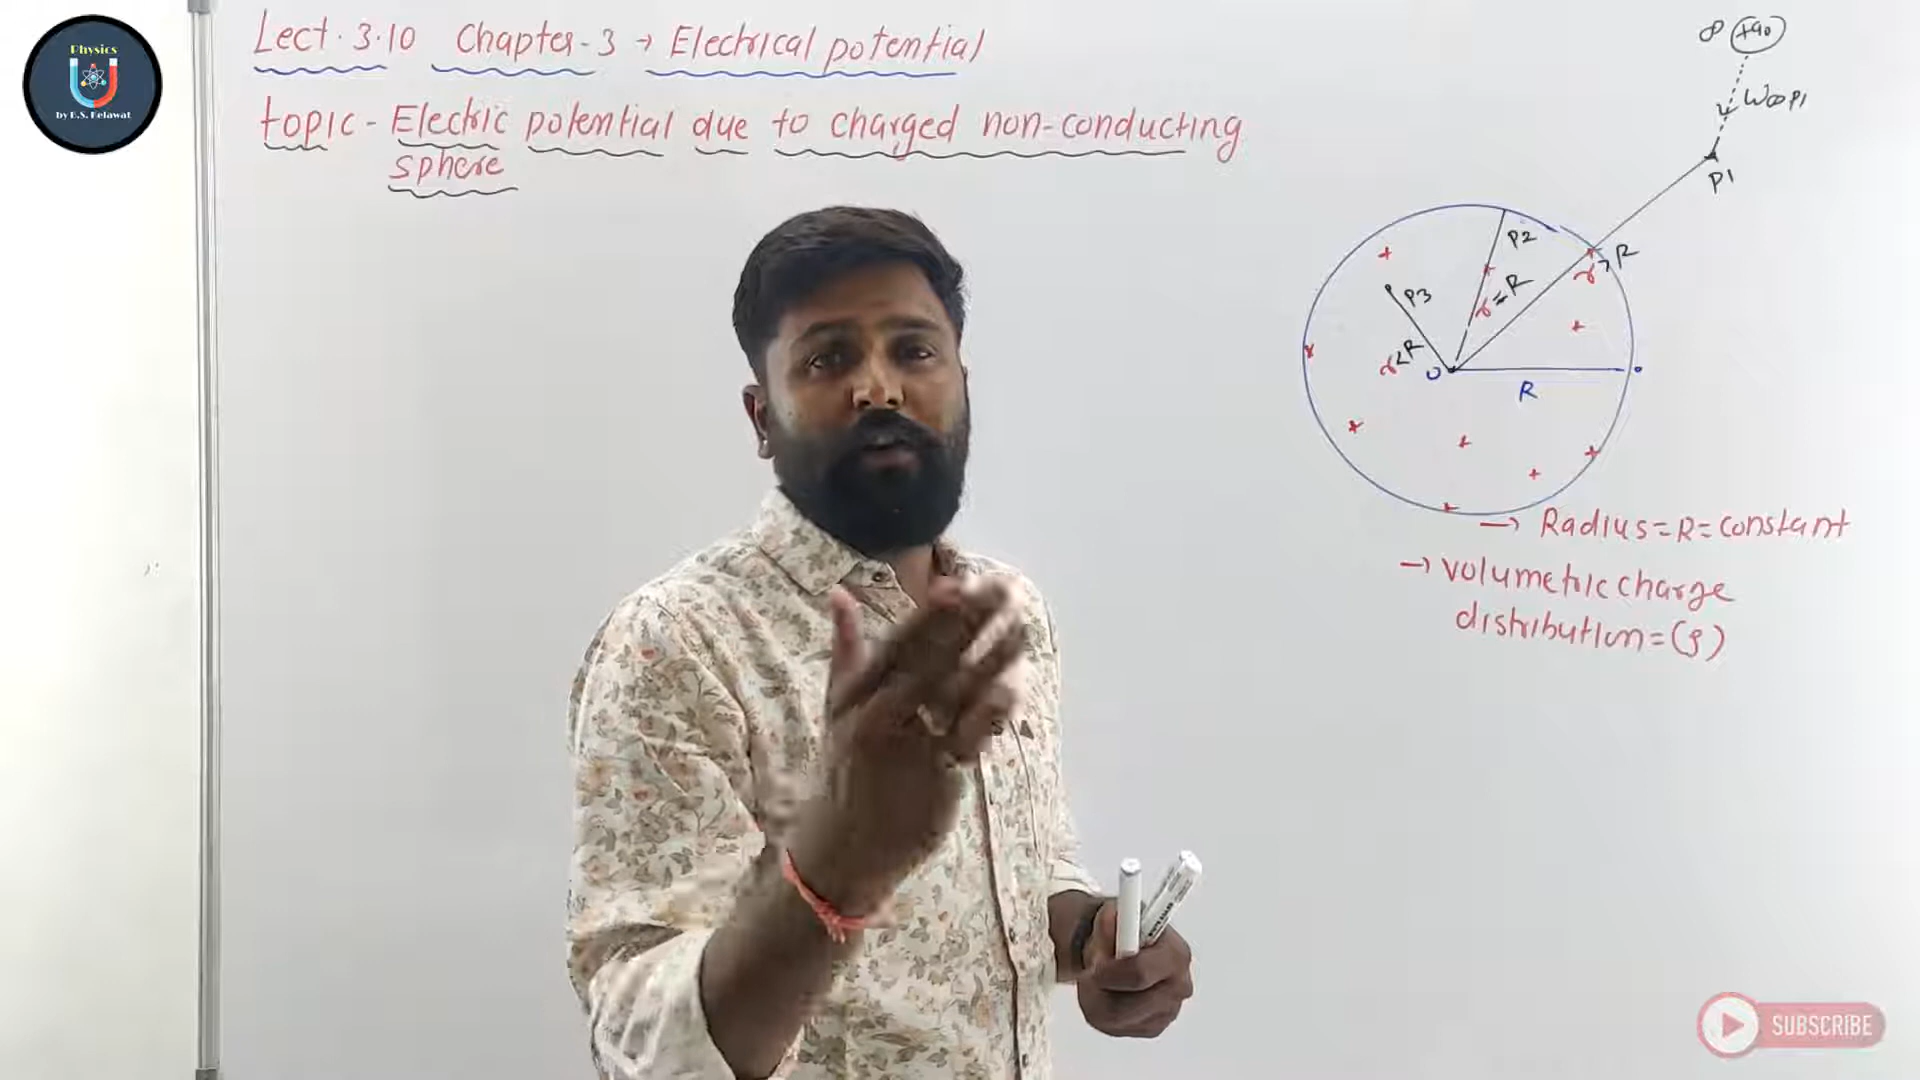 Physics
by B.S. Kelawat
Lect. 3.10 Chapter-3 → Electrical potential
topic - Electric potential due to charged non-conducting
sphere
∞ +q0
W∞P1
P1
P2
r > R
r = R
P3
r < R
O
R
→ Radius = R = constant
→ volumetric charge
distribution = (ρ)
SUBSCRIBE